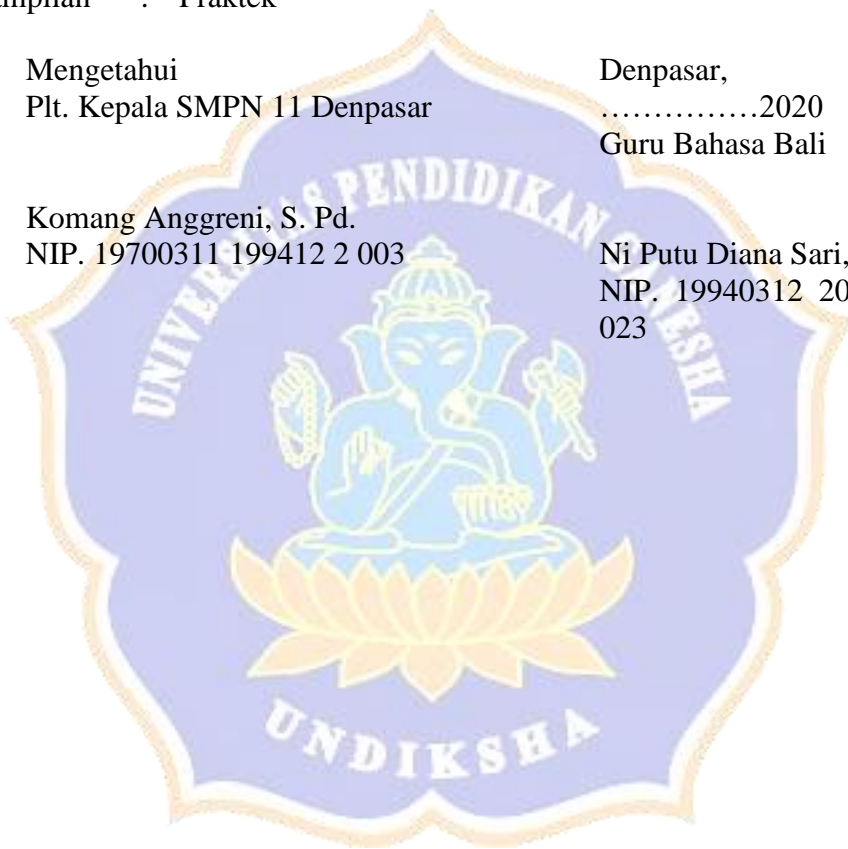 : Praktek
Mengetahui
Plt. Kepala SMPN 11 Denpasar
Komang Anggreni, S. Pd.
NIP. 19700311 199412 2 003
Denpasar,
……………2020
Guru Bahasa Bali
Ni Putu Diana Sari,
NIP. 19940312 20
023
UNIVERSITAS PENDIDIKAN GANESHA
UNDIKSHA